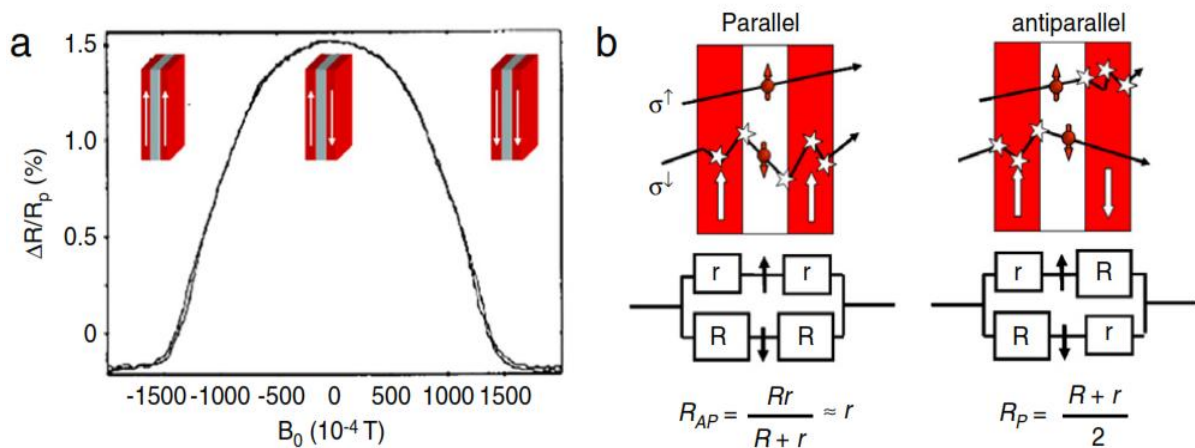 a
1.5
1.0
0.5
0
ΔR/Rp (%)
-1500 -1000 -500 0 500 1000 1500
B0 (10-4 T)
b
Parallel
antiparallel
σ↑
σ↓
r r
R R
r R
R r
RAP = Rr / R + r ≈ r
RP = R + r / 2